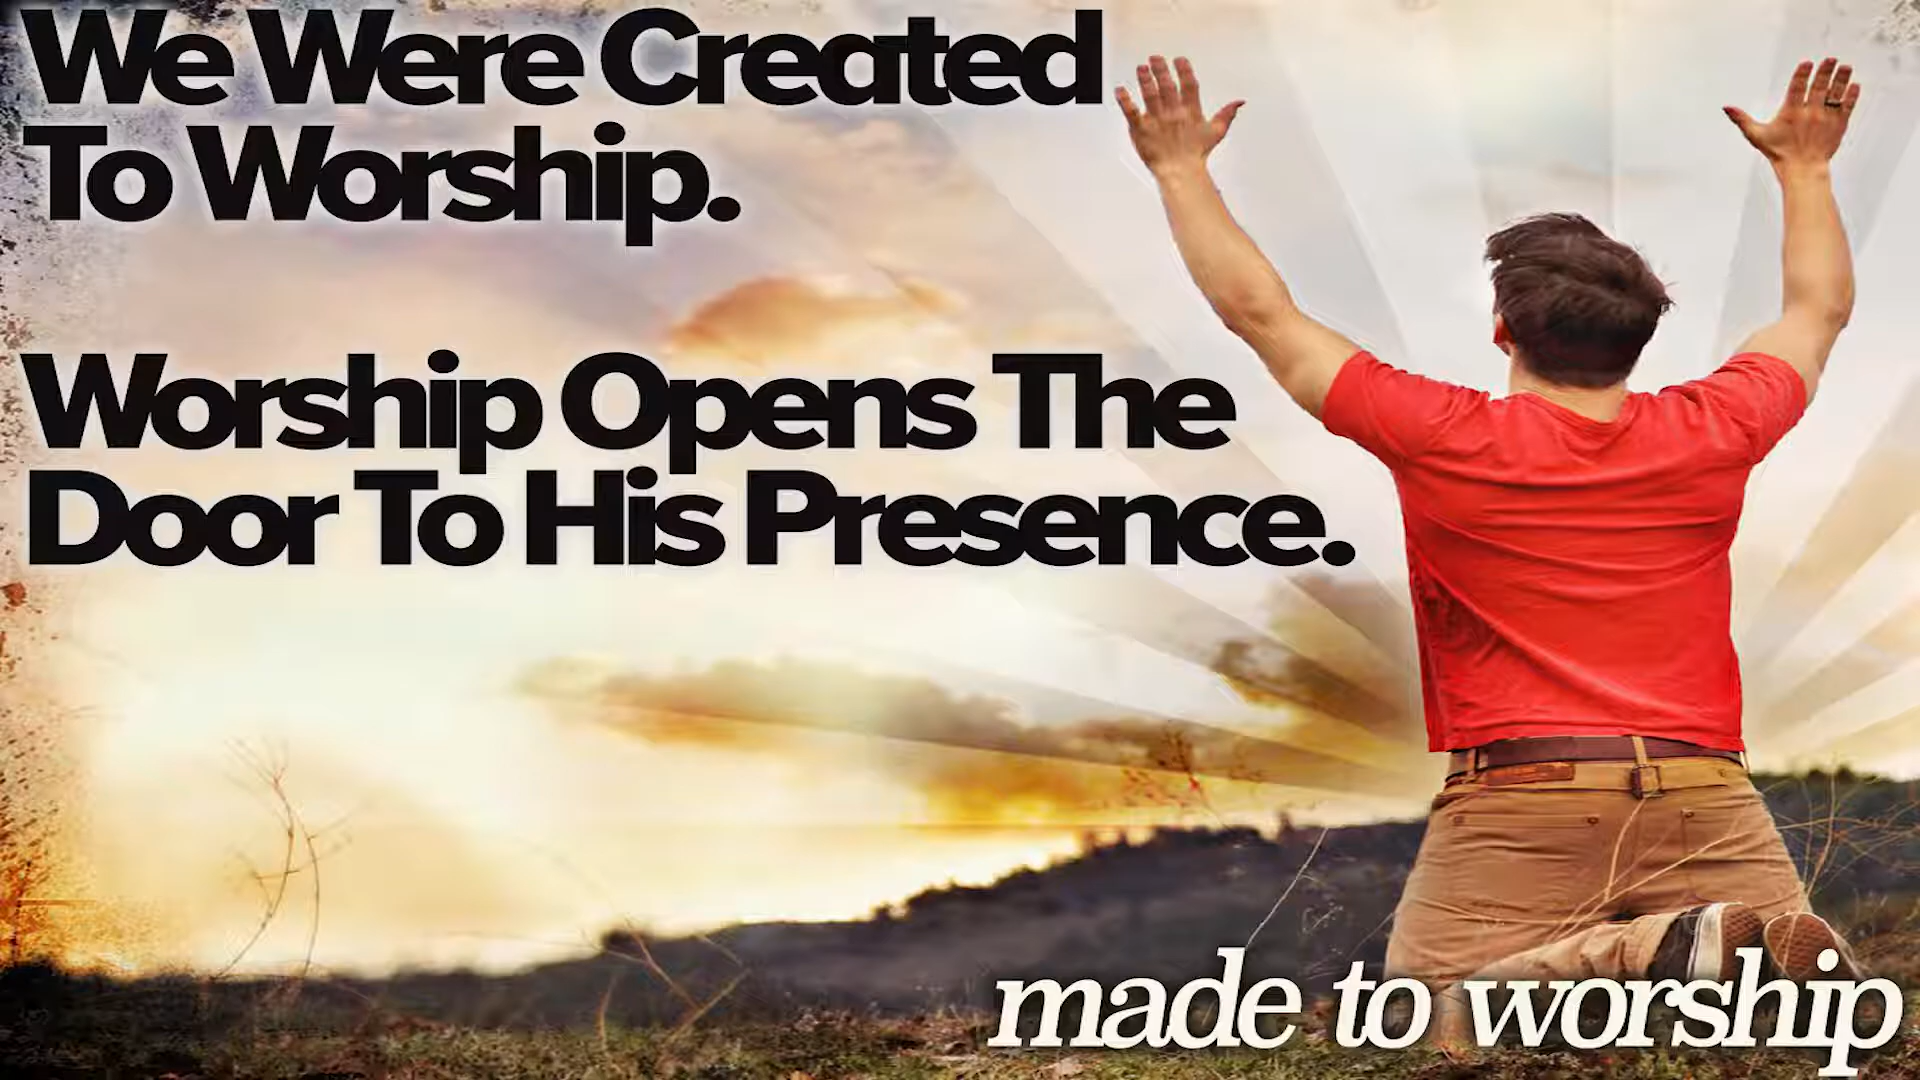 We Were Created
To Worship.
Worship Opens The
Door To His Presence.
made to worship